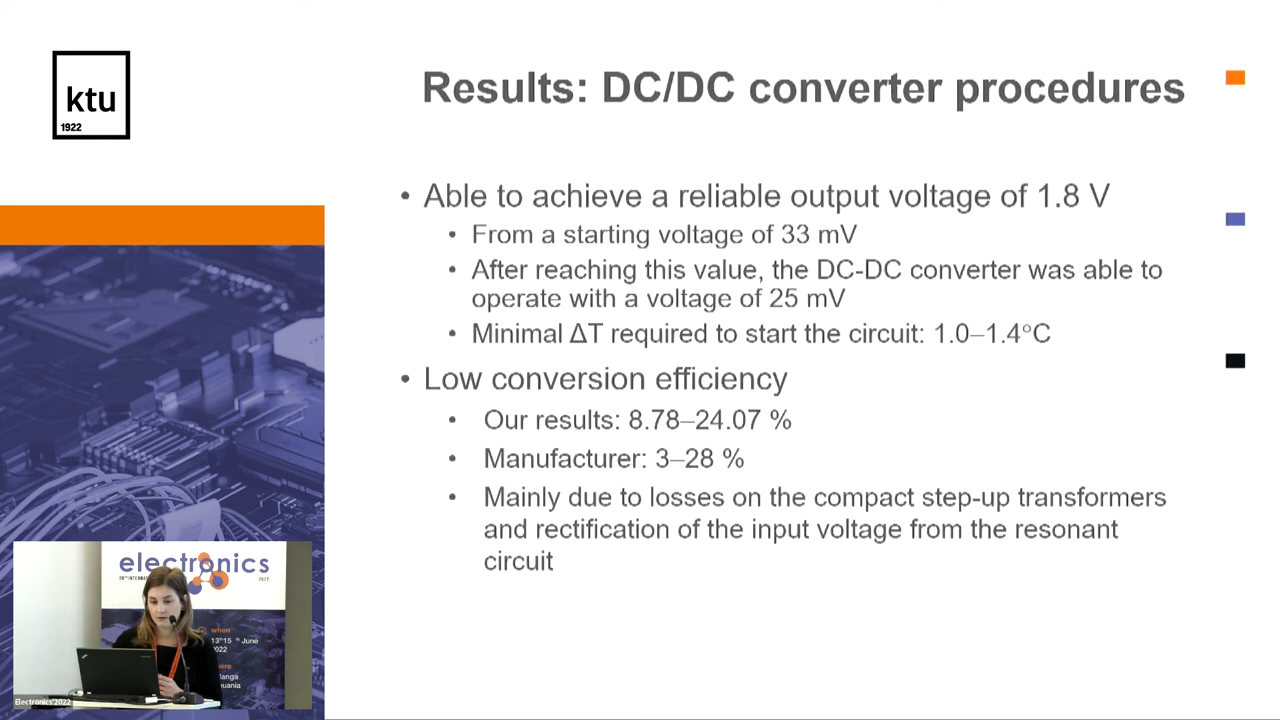 ktu
1922
Results: DC/DC converter procedures
• Able to achieve a reliable output voltage of 1.8 V
• From a starting voltage of 33 mV
• After reaching this value, the DC-DC converter was able to
operate with a voltage of 25 mV
• Minimal ΔT required to start the circuit: 1.0–1.4°C
• Low conversion efficiency
• Our results: 8.78–24.07 %
• Manufacturer: 3–28 %
• Mainly due to losses on the compact step-up transformers
and rectification of the input voltage from the resonant
circuit
electronics
2022
when
13th 15th June
2022
Electronics'2022